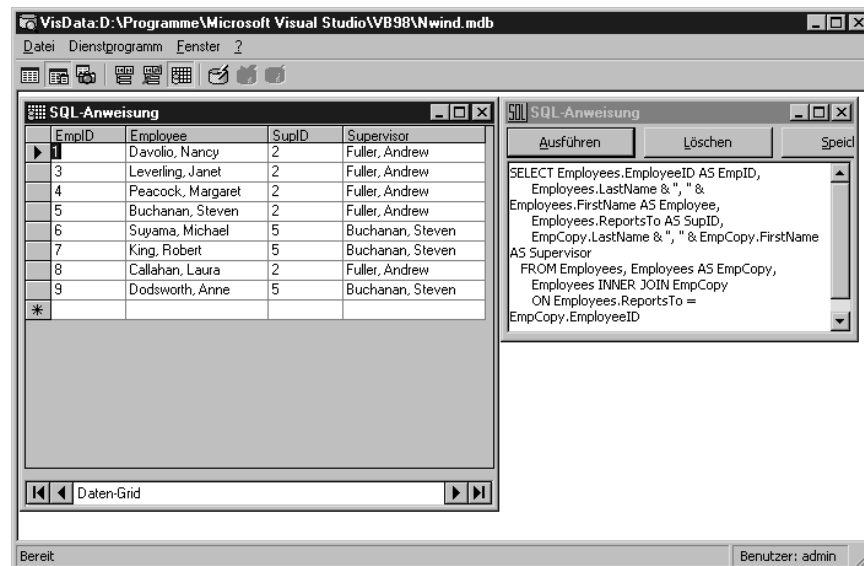 VisData:D:\Programme\Microsoft Visual Studio\VB98\Nwind.mdb
Datei Dienstprogramm Fenster ?
SQL-Anweisung
EmpID Employee SupID Supervisor
1 Davolio, Nancy 2 Fuller, Andrew
3 Leverling, Janet 2 Fuller, Andrew
4 Peacock, Margaret 2 Fuller, Andrew
5 Buchanan, Steven 2 Fuller, Andrew
6 Suyama, Michael 5 Buchanan, Steven
7 King, Robert 5 Buchanan, Steven
8 Callahan, Laura 2 Fuller, Andrew
9 Dodsworth, Anne 5 Buchanan, Steven
Daten-Grid
SQL SQL-Anweisung
Ausführen Löschen Speicl
SELECT Employees.EmployeeID AS EmpID,
Employees.LastName & ", " &
Employees.FirstName AS Employee,
Employees.ReportsTo AS SupID,
EmpCopy.LastName & ", " & EmpCopy.FirstName
AS Supervisor
FROM Employees, Employees AS EmpCopy,
Employees INNER JOIN EmpCopy
ON Employees.ReportsTo =
EmpCopy.EmployeeID
Bereit Benutzer: admin